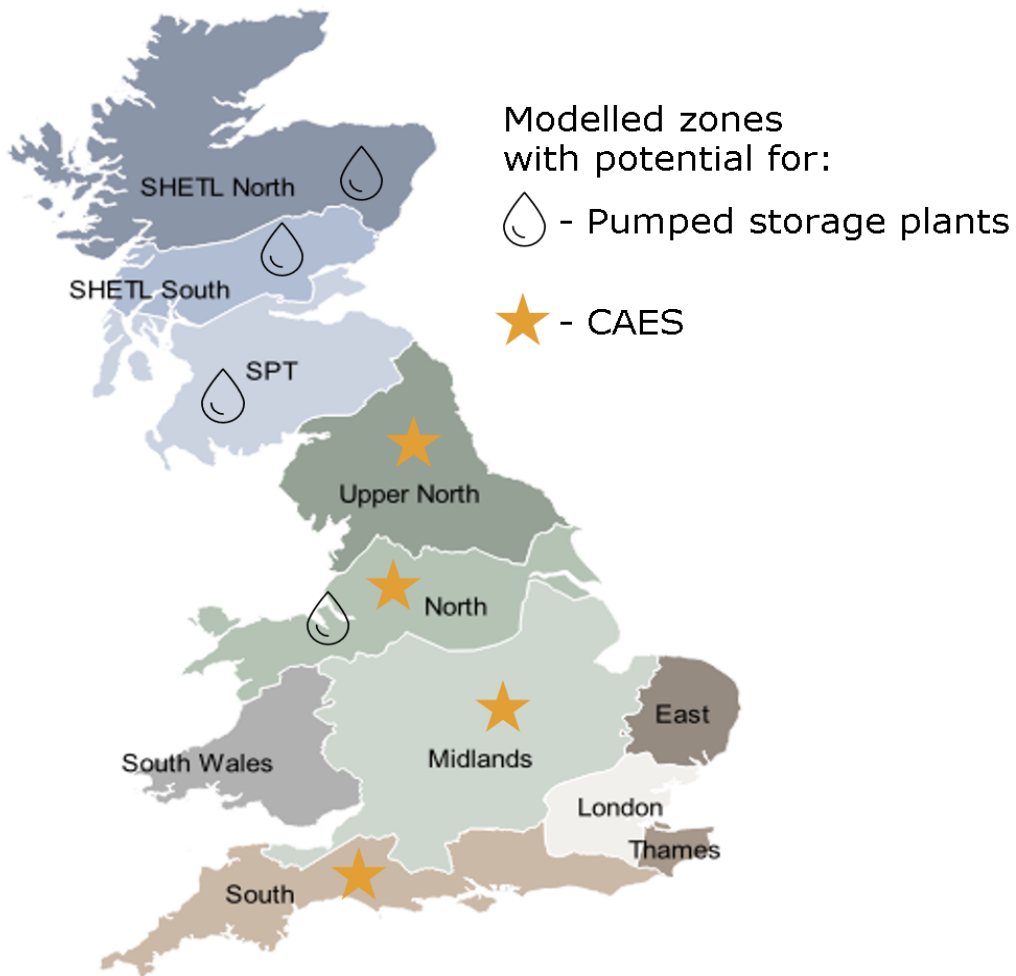 Modelled zones
with potential for:
- Pumped storage plants
- CAES
SHETL North
SHETL South
SPT
Upper North
North
East
South Wales
Midlands
London
Thames
South